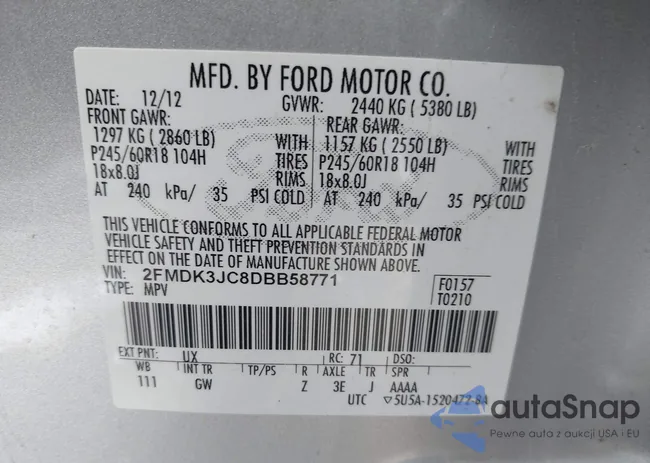 MFD. BY FORD MOTOR CO.
DATE: 12/12 GVWR: 2440 KG ( 5380 LB)
FRONT GAWR: REAR GAWR:
1297 KG ( 2860 LB) WITH 1157 KG ( 2550 LB) WITH
P245/60R18 104H TIRES P245/60R18 104H TIRES
18x8.0J RIMS 18x8.0J RIMS
AT 240 kPa/ 35 PSI COLD AT 240 kPa/ 35 PSI COLD
THIS VEHICLE CONFORMS TO ALL APPLICABLE FEDERAL MOTOR
VEHICLE SAFETY AND THEFT PREVENTION STANDARDS IN
EFFECT ON THE DATE OF MANUFACTURE SHOWN ABOVE.
VIN: 2FMDK3JC8DBB58771 F0157
TYPE: MPV T0210
EXT PNT: UX RC: 71 DSO:
WB INT TR TP/PS R AXLE TR SPR
111 GW Z 3E J AAAA
UTC ▽5U5A-1520472-BA
autaSnap
Pewne auta z aukcji USA i EU